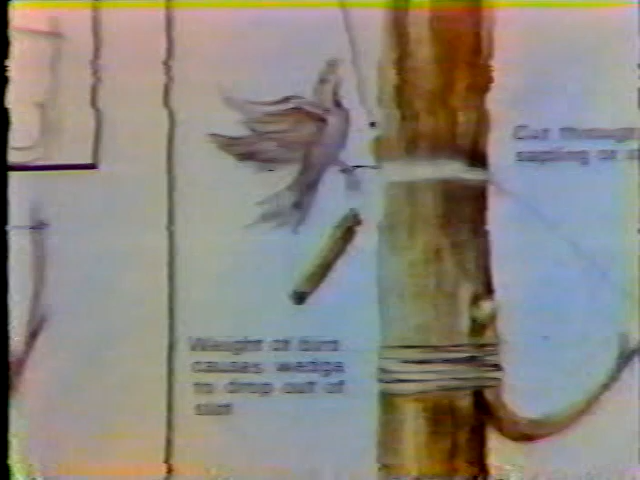 Cut through
sapling or
Weight of bird
causes wedge
to drop out of
slot